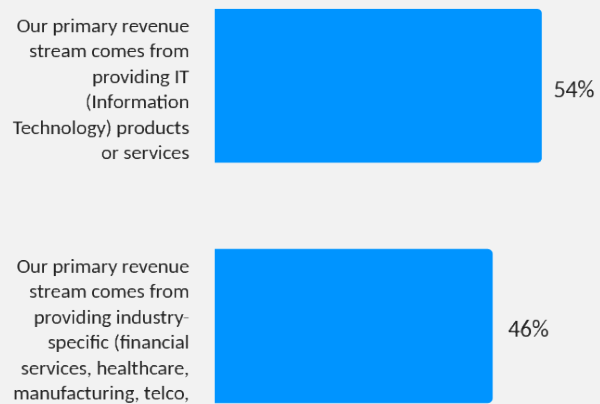 Our primary revenue
stream comes from
providing IT
(Information
Technology) products
or services
54%
Our primary revenue
stream comes from
providing industry-
specific (financial
services, healthcare,
manufacturing, telco,
46%